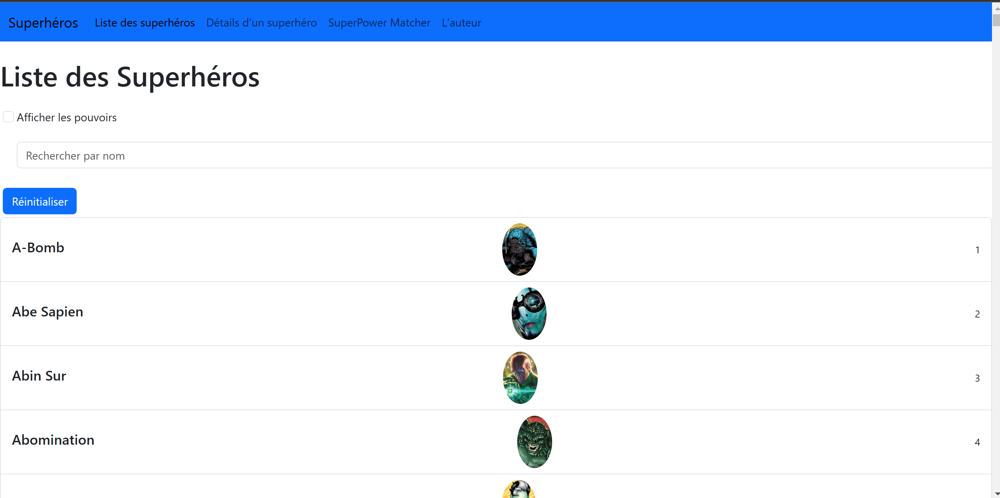 Superhéros Liste des superhéros Détails d'un superhéro SuperPower Matcher L'auteur
Liste des Superhéros
Afficher les pouvoirs
Rechercher par nom
Réinitialiser
A-Bomb 1
Abe Sapien 2
Abin Sur 3
Abomination 4